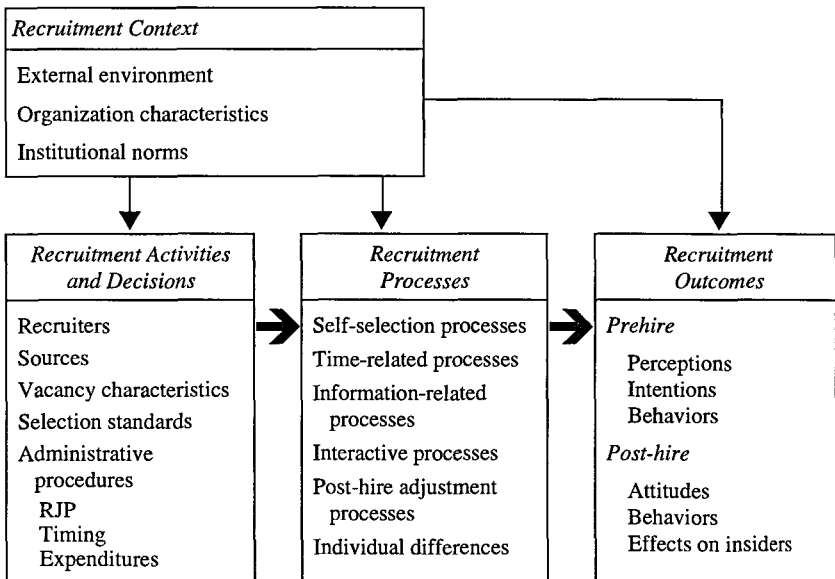 Recruitment Context
External environment
Organization characteristics
Institutional norms
Recruitment Activities
and Decisions
Recruiters
Sources
Vacancy characteristics
Selection standards
Administrative
procedures
RJP
Timing
Expenditures
Recruitment
Processes
Self-selection processes
Time-related processes
Information-related
processes
Interactive processes
Post-hire adjustment
processes
Individual differences
Recruitment
Outcomes
Prehire
Perceptions
Intentions
Behaviors
Post-hire
Attitudes
Behaviors
Effects on insiders